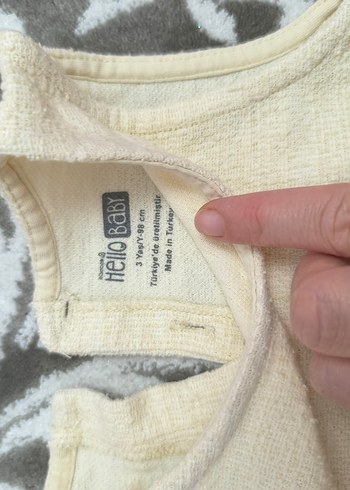 Hello BABY
3 Yaş/Y-98 cm
Türkiye'de üretilmiştir
Made in Turkey